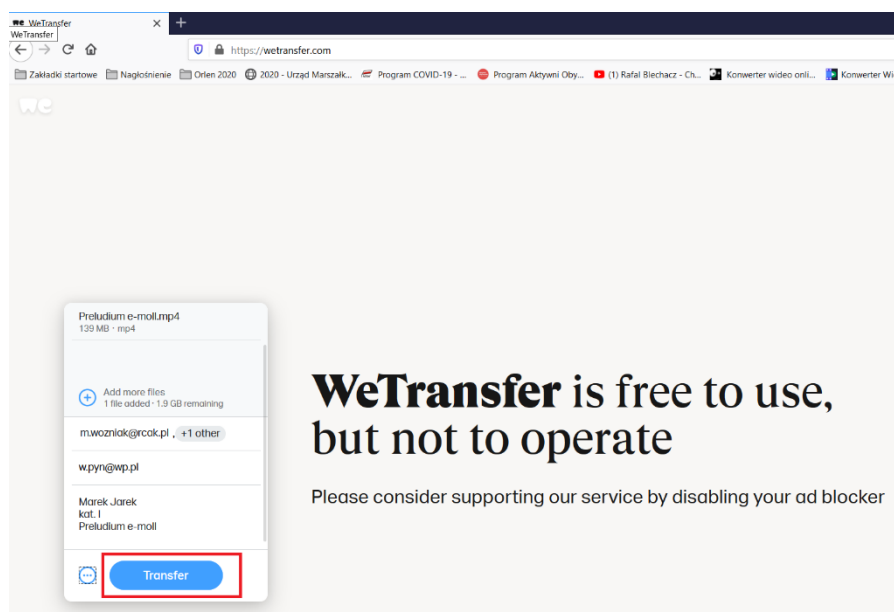 we WeTransfer
WeTransfer
https://wetransfer.com
Zakładki startowe Nagłośnienie Orlen 2020 2020 - Urząd Marszałk... Program COVID-19 - ... Program Aktywni Oby... (1) Rafał Blechacz - Ch... Konwerter wideo onli... Konwerter Wi
we
Preludium e-moll.mp4
139 MB · mp4
Add more files
1 file added · 1.9 GB remaining
m.wozniak@rcak.pl , +1 other
w.pyn@wp.pl
Marek Jarek
kat. I
Preludium e-moll
Transfer
WeTransfer is free to use,
but not to operate
Please consider supporting our service by disabling your ad blocker